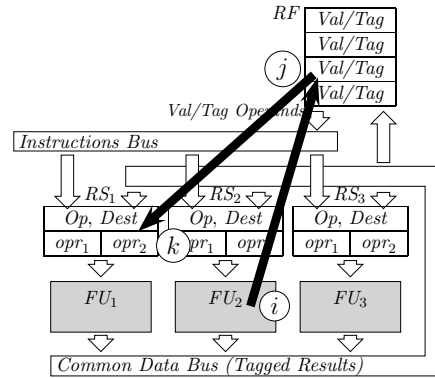 RF
Val/Tag
Val/Tag
Val/Tag
Val/Tag
j
Val/Tag Operands
Instructions Bus
RS1 RS2 RS3
Op, Dest Op, Dest Op, Dest
opr1 opr2 opr1 opr2 opr1 opr2
k
FU1 FU2 FU3
i
Common Data Bus (Tagged Results)